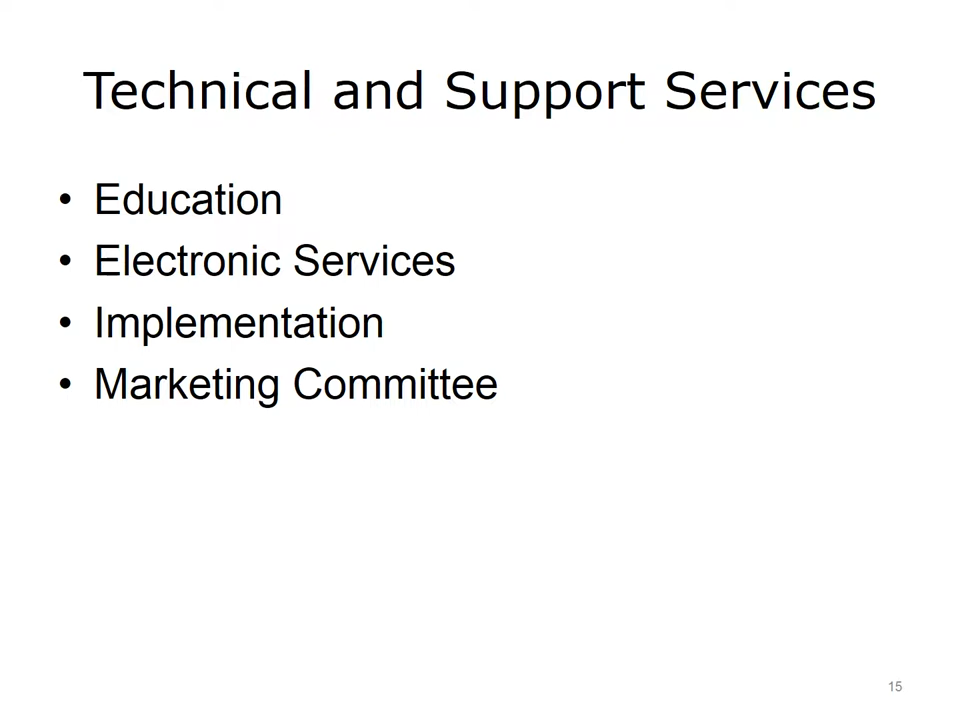 Technical and Support Services
• Education
• Electronic Services
• Implementation
• Marketing Committee
15